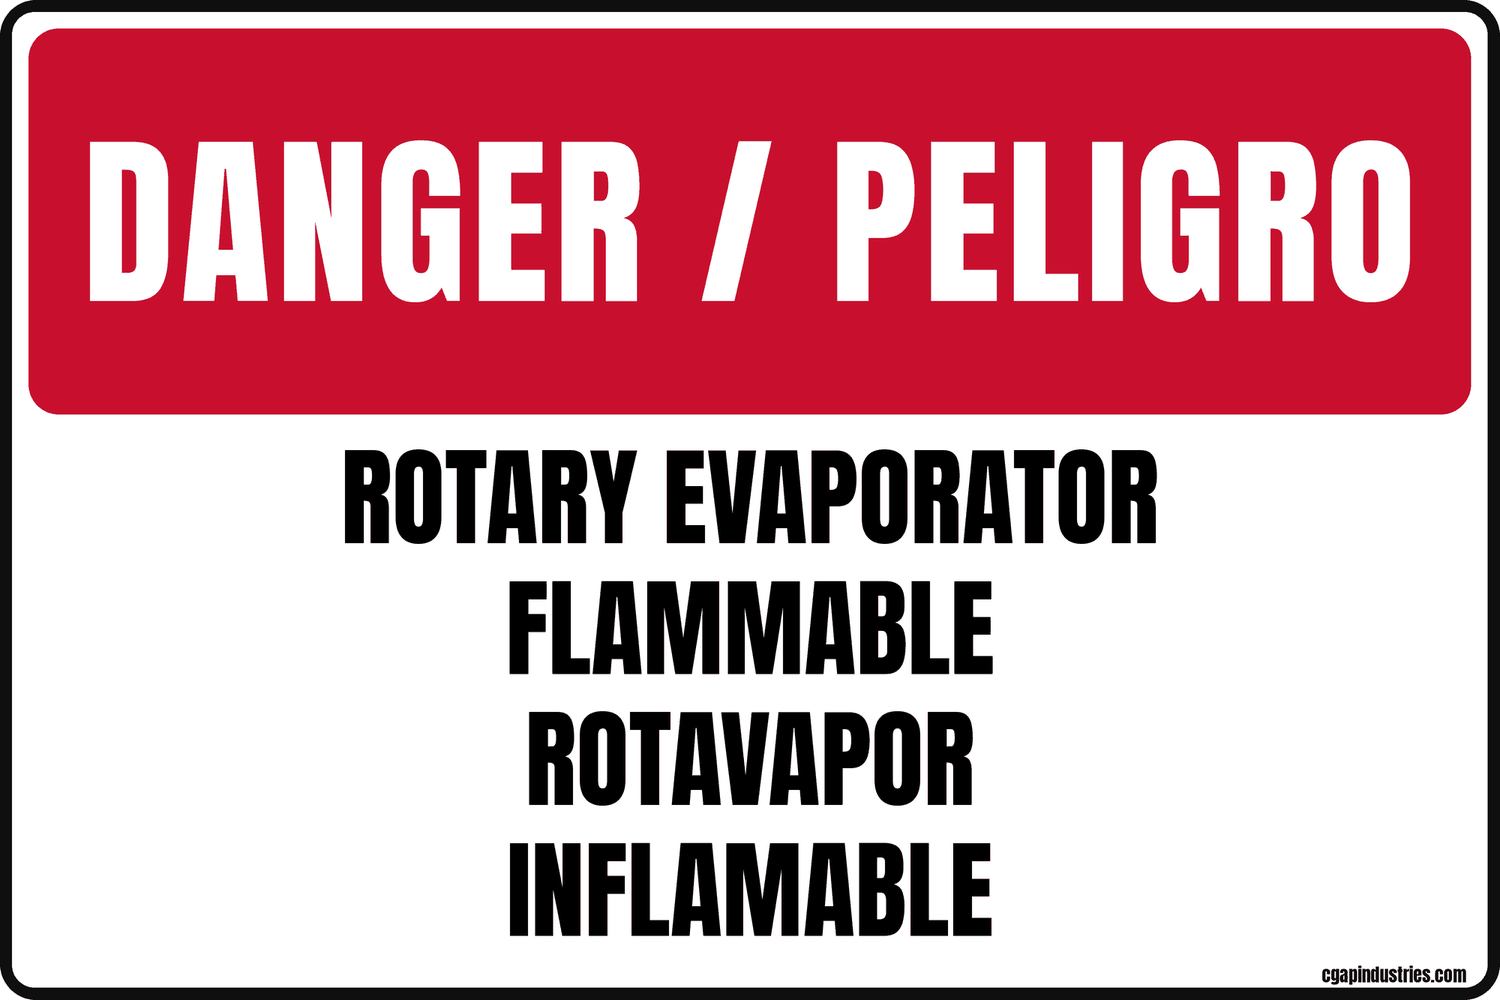 DANGER / PELIGRO
ROTARY EVAPORATOR
FLAMMABLE
ROTAVAPOR
INFLAMABLE
cgapindustries.com